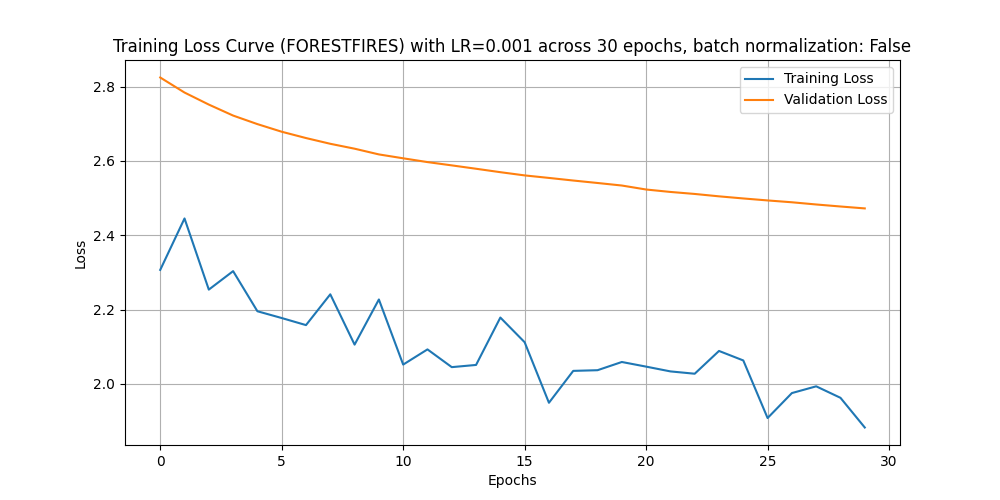 Training Loss Curve (FORESTFIRES) with LR=0.001 across 30 epochs, batch normalization: False
Training Loss
Validation Loss
Loss
2.8
2.6
2.4
2.2
2.0
0 5 10 15 20 25 30
Epochs